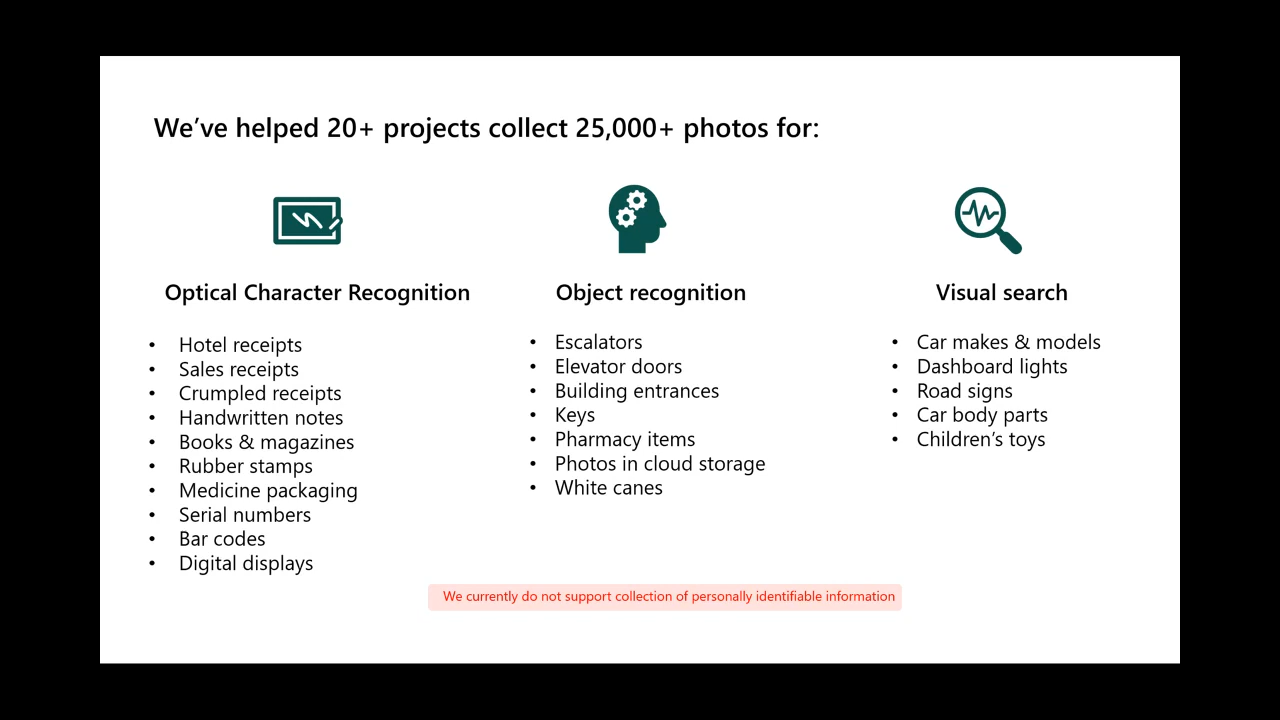 We've helped 20+ projects collect 25,000+ photos for:
Optical Character Recognition
• Hotel receipts
• Sales receipts
• Crumpled receipts
• Handwritten notes
• Books & magazines
• Rubber stamps
• Medicine packaging
• Serial numbers
• Bar codes
• Digital displays
Object recognition
• Escalators
• Elevator doors
• Building entrances
• Keys
• Pharmacy items
• Photos in cloud storage
• White canes
Visual search
• Car makes & models
• Dashboard lights
• Road signs
• Car body parts
• Children's toys
We currently do not support collection of personally identifiable information